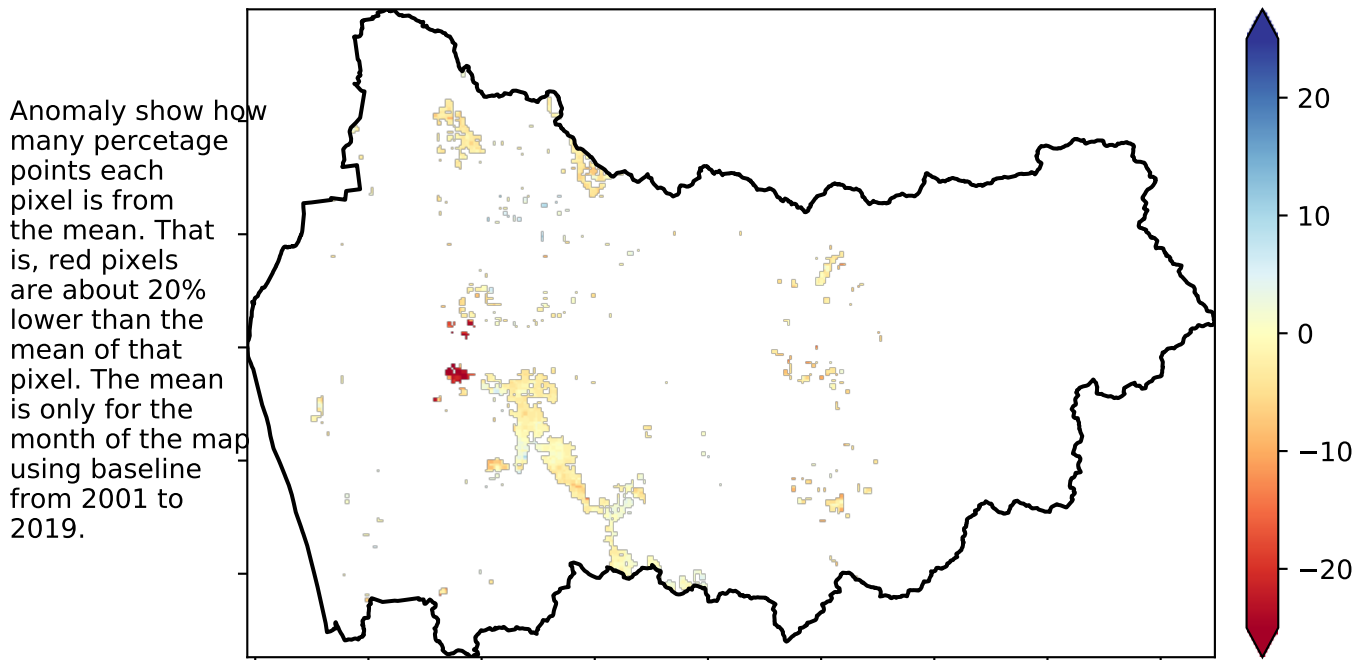 Anomaly show how
many percetage
points each
pixel is from
the mean. That
is, red pixels
are about 20%
lower than the
mean of that
pixel. The mean
is only for the
month of the map
using baseline
from 2001 to
2019.
20
10
0
−10
−20